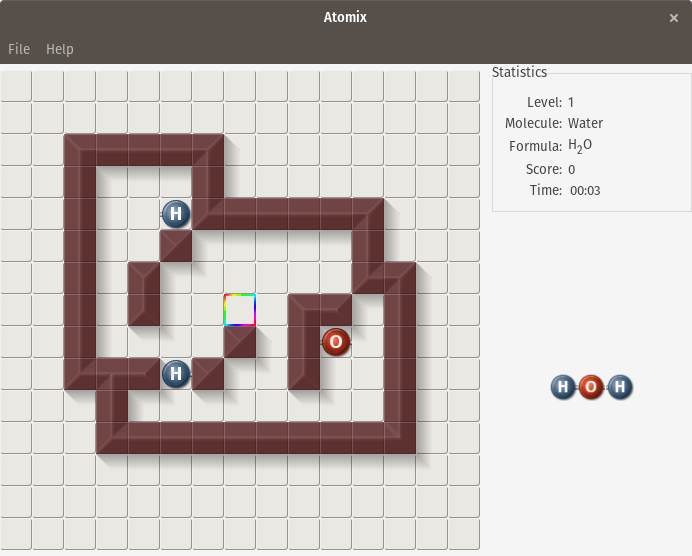 Atomix ×
File Help
Statistics
Level: 1
Molecule: Water
Formula: H₂O
Score: 0
Time: 00:03
H
O
H
H O H